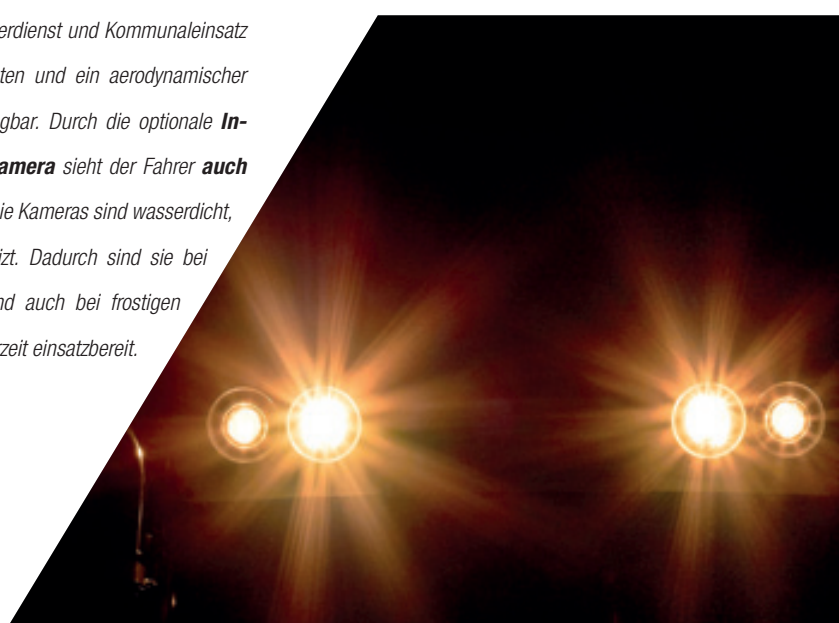 erdienst und Kommunaleinsatz
ten und ein aerodynamischer
gbar. Durch die optionale In-
amera sieht der Fahrer auch
ie Kameras sind wasserdicht,
izt. Dadurch sind sie bei
nd auch bei frostigen
zeit einsatzbereit.